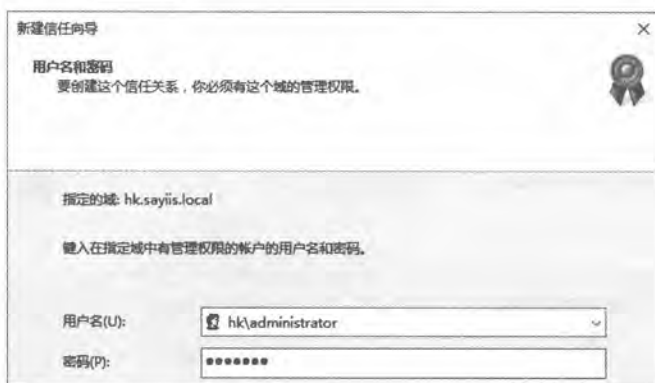 新建信任向导
用户名和密码
要创建这个信任关系，你必须有这个域的管理权限。
指定的域: hk.sayiis.local
键入在指定域中有管理权限的帐户的用户名和密码。
用户名(U): hk\administrator
密码(P): ●●●●●●●